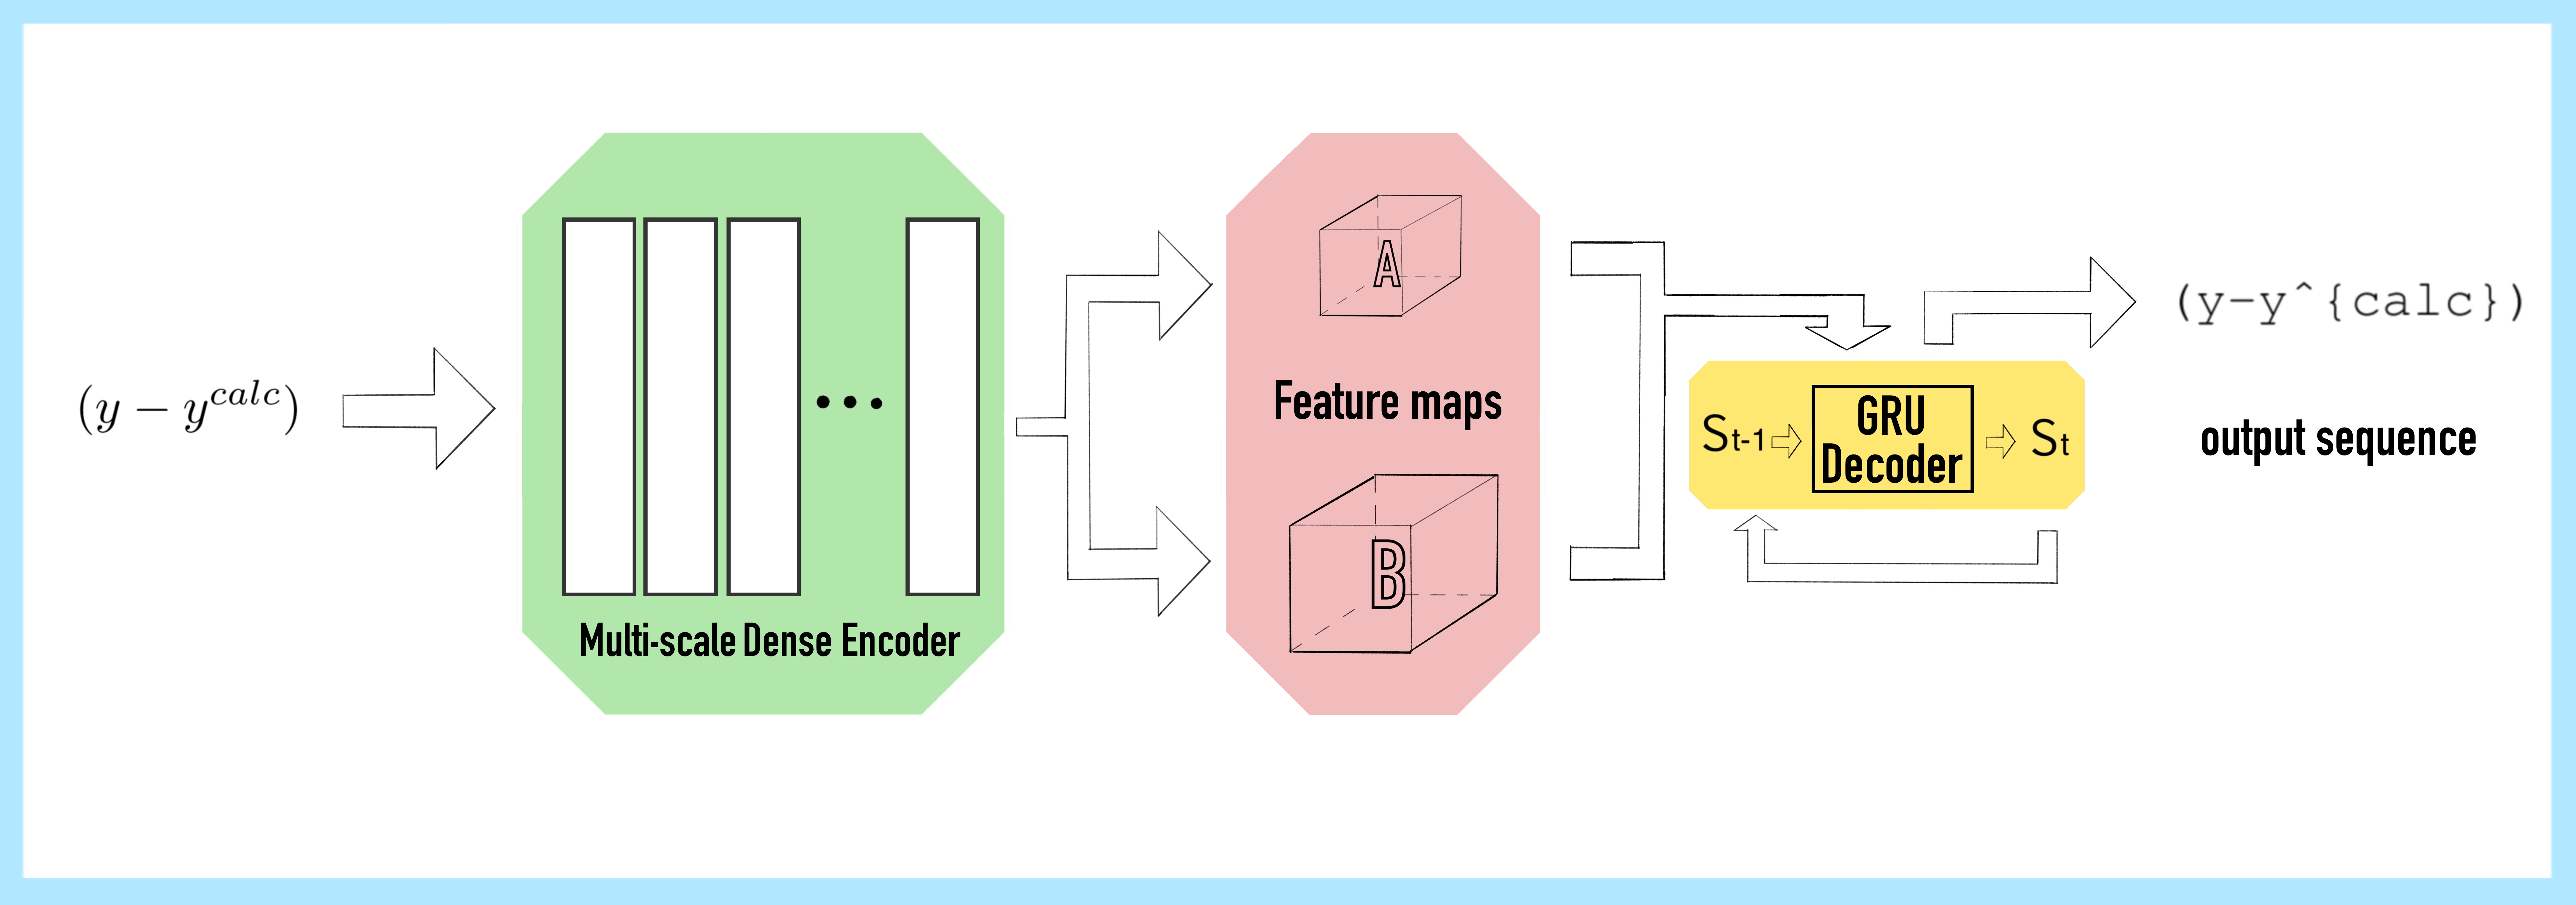 (y − y^{calc})
Multi-scale Dense Encoder
A
Feature maps
B
S_{t-1}
GRU
Decoder
S_t
(y-y^{calc})
output sequence